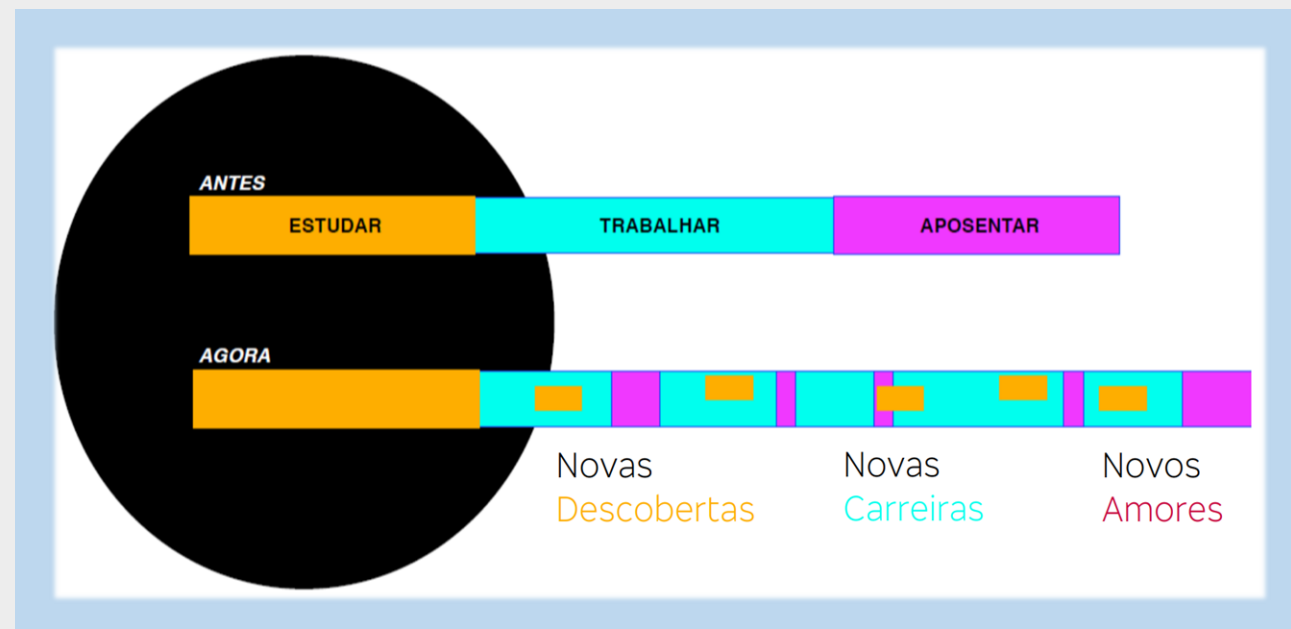 ANTES
ESTUDAR TRABALHAR APOSENTAR
AGORA
Novas
Descobertas
Novas
Carreiras
Novos
Amores